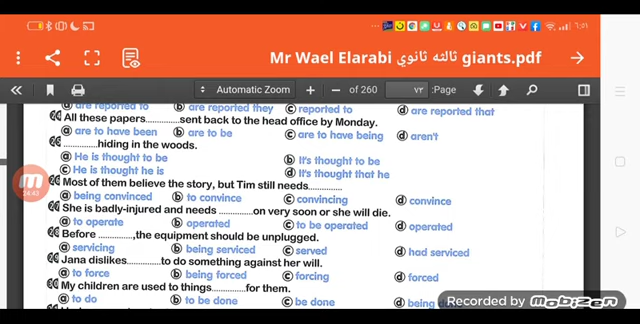 ٦:٥١
Mr Wael Elarabi ثالثه ثانوي giants.pdf
Automatic Zoom
of 260
٧٢
:Page
ⓐ are reported to ⓑ are reported they ⓒ reported to ⓓ are reported that
All these papers..............sent back to the head office by Monday.
ⓐ are to have been ⓑ are to be ⓒ are to have being ⓓ aren't
..............hiding in the woods.
ⓐ He is thought to be ⓑ It's thought to be
ⓒ He is thought he is ⓓ It's thought that he
Most of them believe the story, but Tim still needs..............
ⓐ being convinced ⓑ to convince ⓒ convincing ⓓ convince
She is badly-injured and needs ..............on very soon or she will die.
ⓐ to operate ⓑ operated ⓒ to be operated ⓓ operated
Before ..............,the equipment should be unplugged.
ⓐ servicing ⓑ being serviced ⓒ served ⓓ had serviced
Jana dislikes..............to do something against her will.
ⓐ to force ⓑ being forced ⓒ forcing ⓓ forced
My children are used to things..............for them.
ⓐ to do ⓑ to be done ⓒ be done ⓓ being done
M
24:43
Recorded by Mobizen